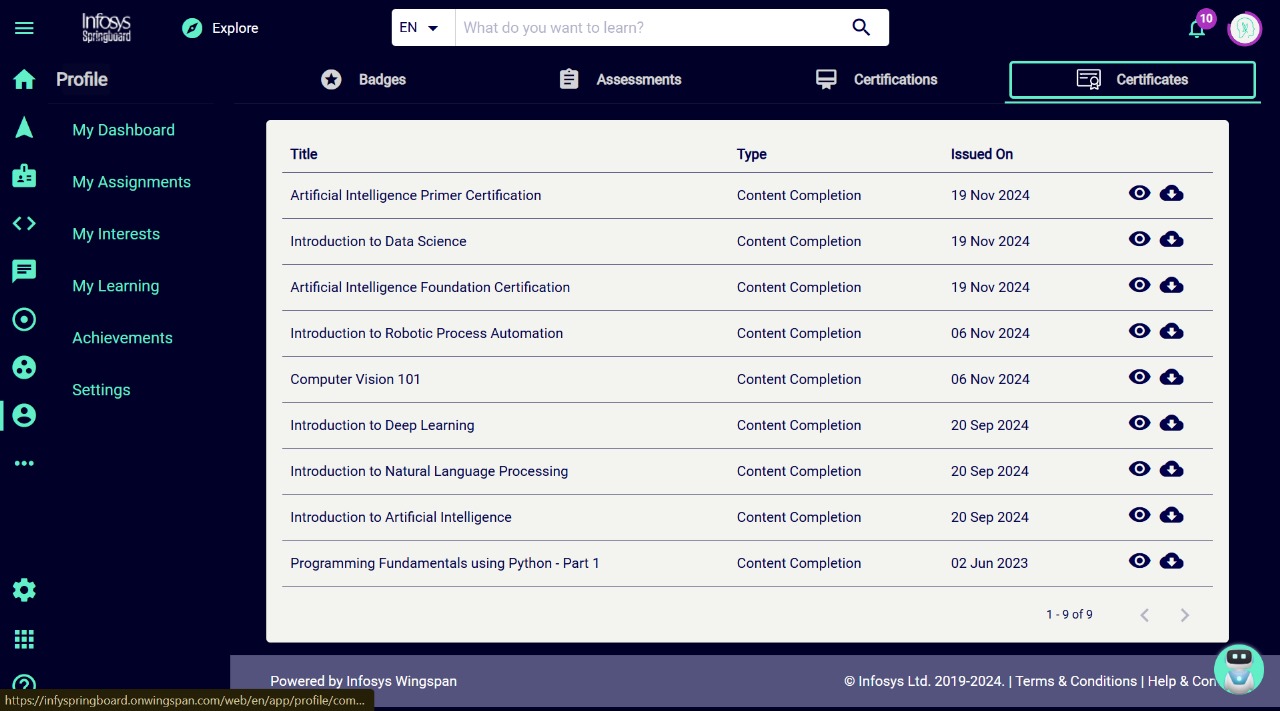 Infosys
Springboard
Explore
EN
What do you want to learn?
10
Profile
Badges
Assessments
Certifications
Certificates
My Dashboard
My Assignments
My Interests
My Learning
Achievements
Settings
Title Type Issued On
Artificial Intelligence Primer Certification Content Completion 19 Nov 2024
Introduction to Data Science Content Completion 19 Nov 2024
Artificial Intelligence Foundation Certification Content Completion 19 Nov 2024
Introduction to Robotic Process Automation Content Completion 06 Nov 2024
Computer Vision 101 Content Completion 06 Nov 2024
Introduction to Deep Learning Content Completion 20 Sep 2024
Introduction to Natural Language Processing Content Completion 20 Sep 2024
Introduction to Artificial Intelligence Content Completion 20 Sep 2024
Programming Fundamentals using Python - Part 1 Content Completion 02 Jun 2023
1 - 9 of 9
Powered by Infosys Wingspan
© Infosys Ltd. 2019-2024. | Terms & Conditions | Help & Con
https://infyspringboard.onwingspan.com/web/en/app/profile/com...